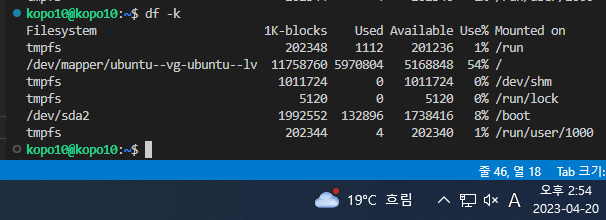 kopo10@kopo10:~$ df -k
Filesystem 1K-blocks Used Available Use% Mounted on
tmpfs 202348 1112 201236 1% /run
/dev/mapper/ubuntu--vg-ubuntu--lv 11758760 5970804 5168848 54% /
tmpfs 1011724 0 1011724 0% /dev/shm
tmpfs 5120 0 5120 0% /run/lock
/dev/sda2 1992552 132896 1738416 8% /boot
tmpfs 202344 4 202340 1% /run/user/1000
kopo10@kopo10:~$
줄 46, 열 18 Tab 크기:
19°C 흐림 A 오후 2:54
2023-04-20